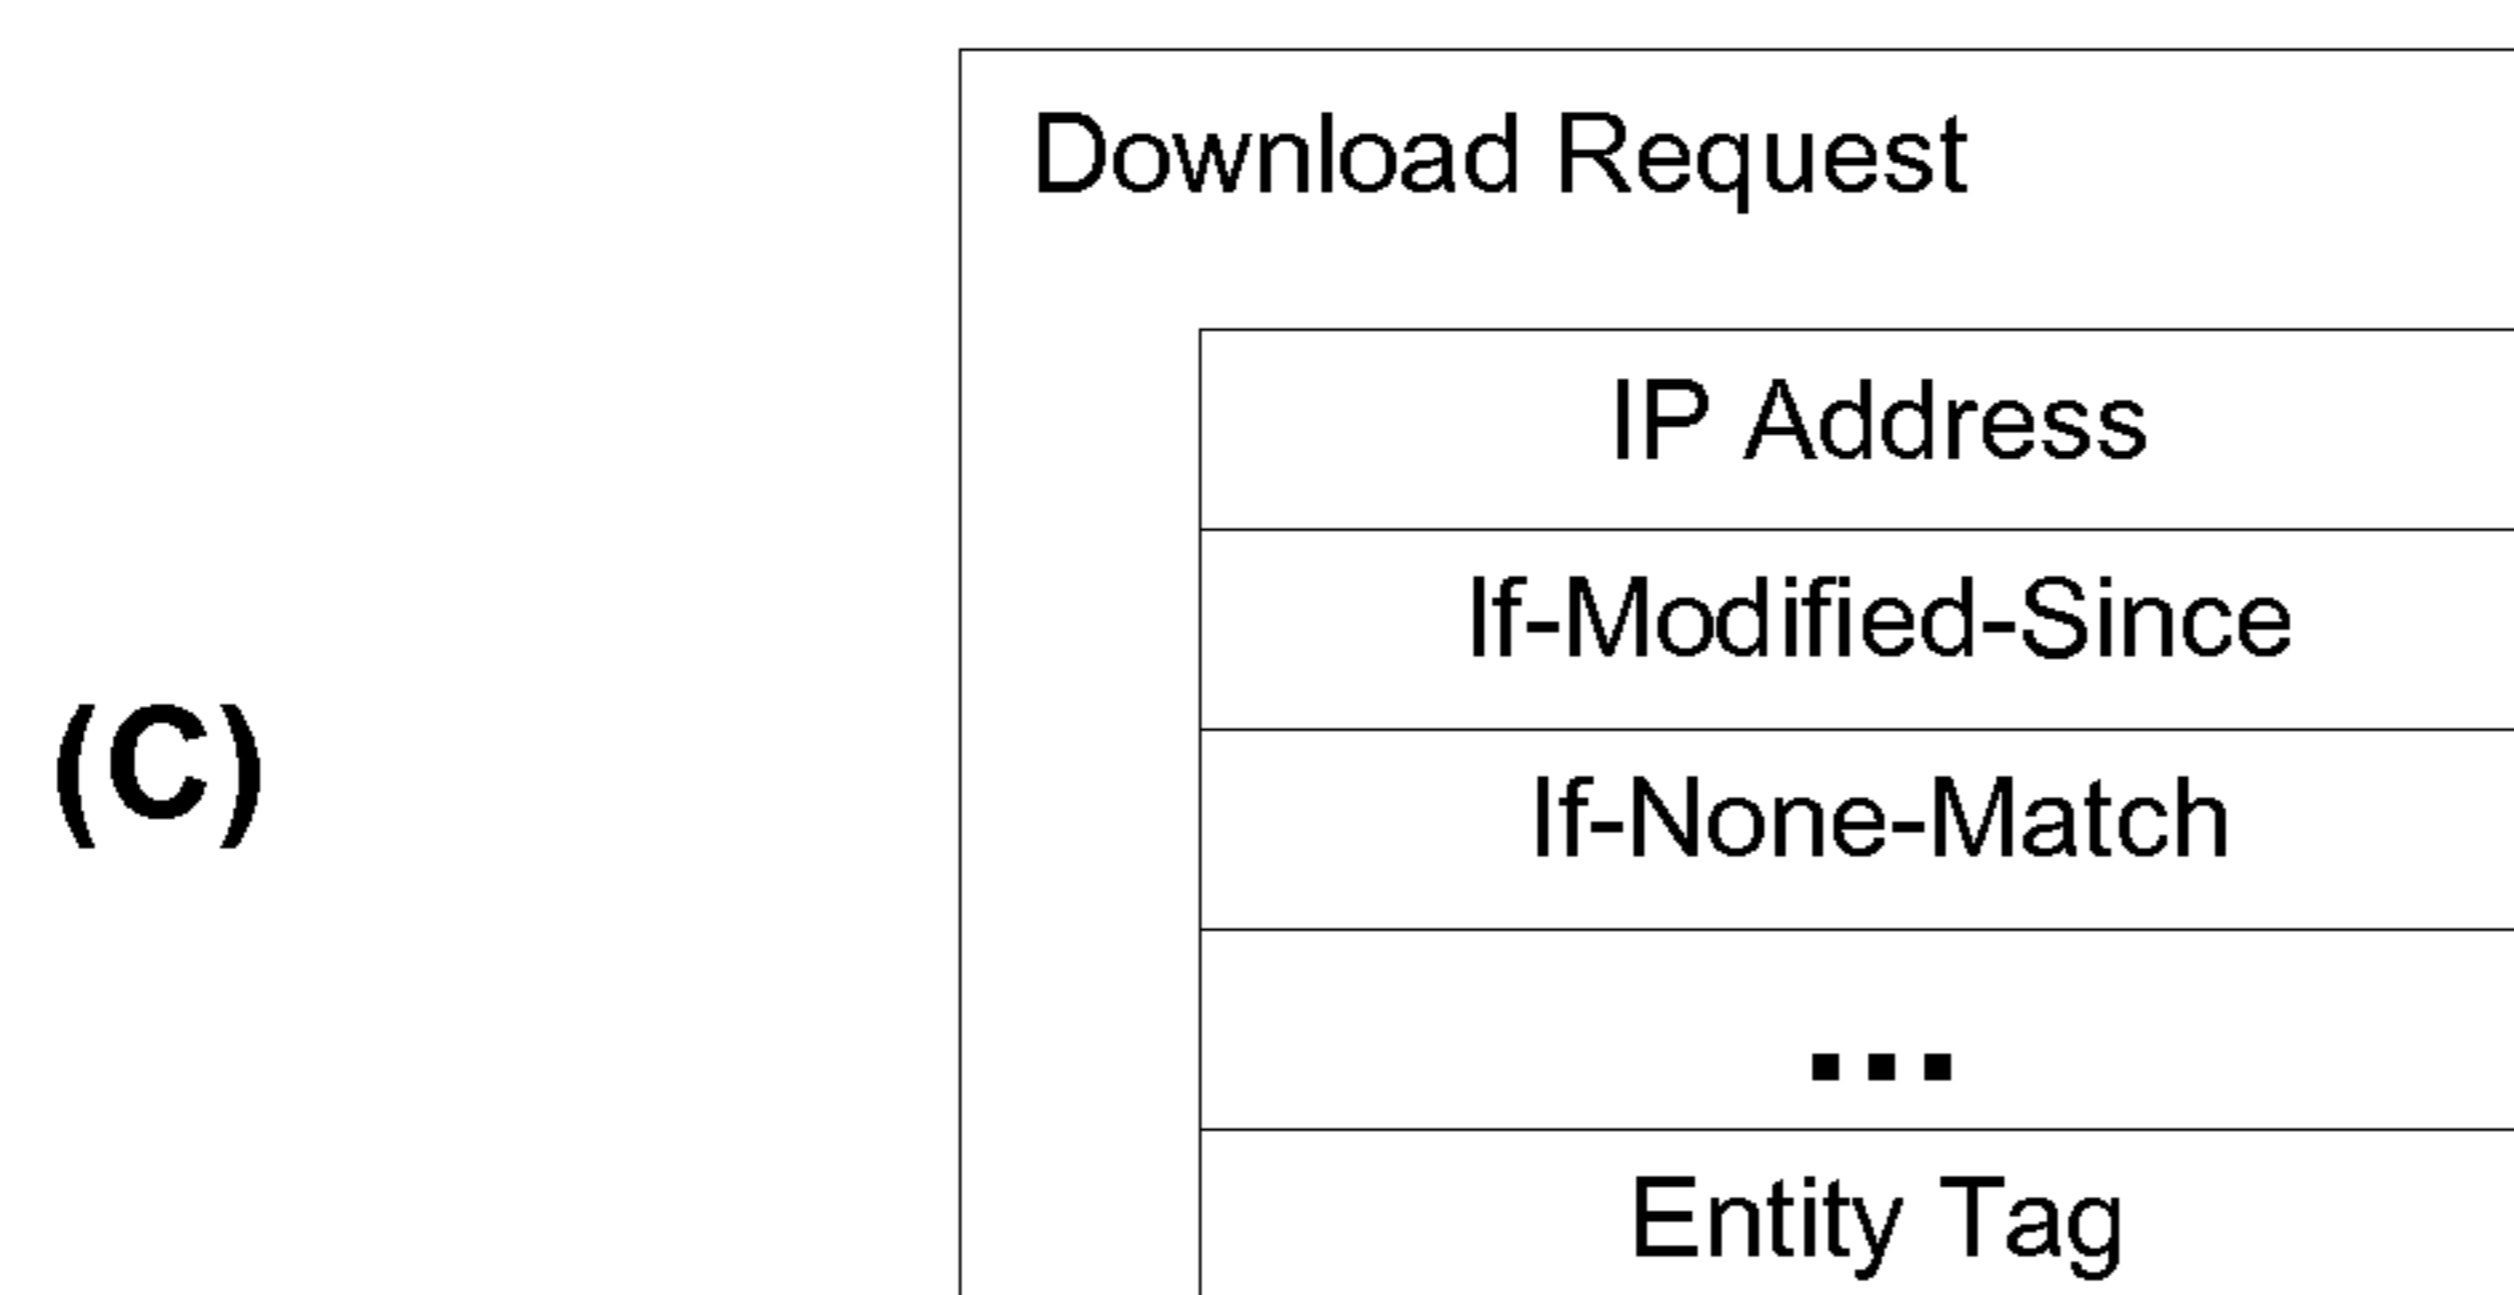 Download Request
IP Address
If-Modified-Since
(C)
If-None-Match
...
Entity Tag